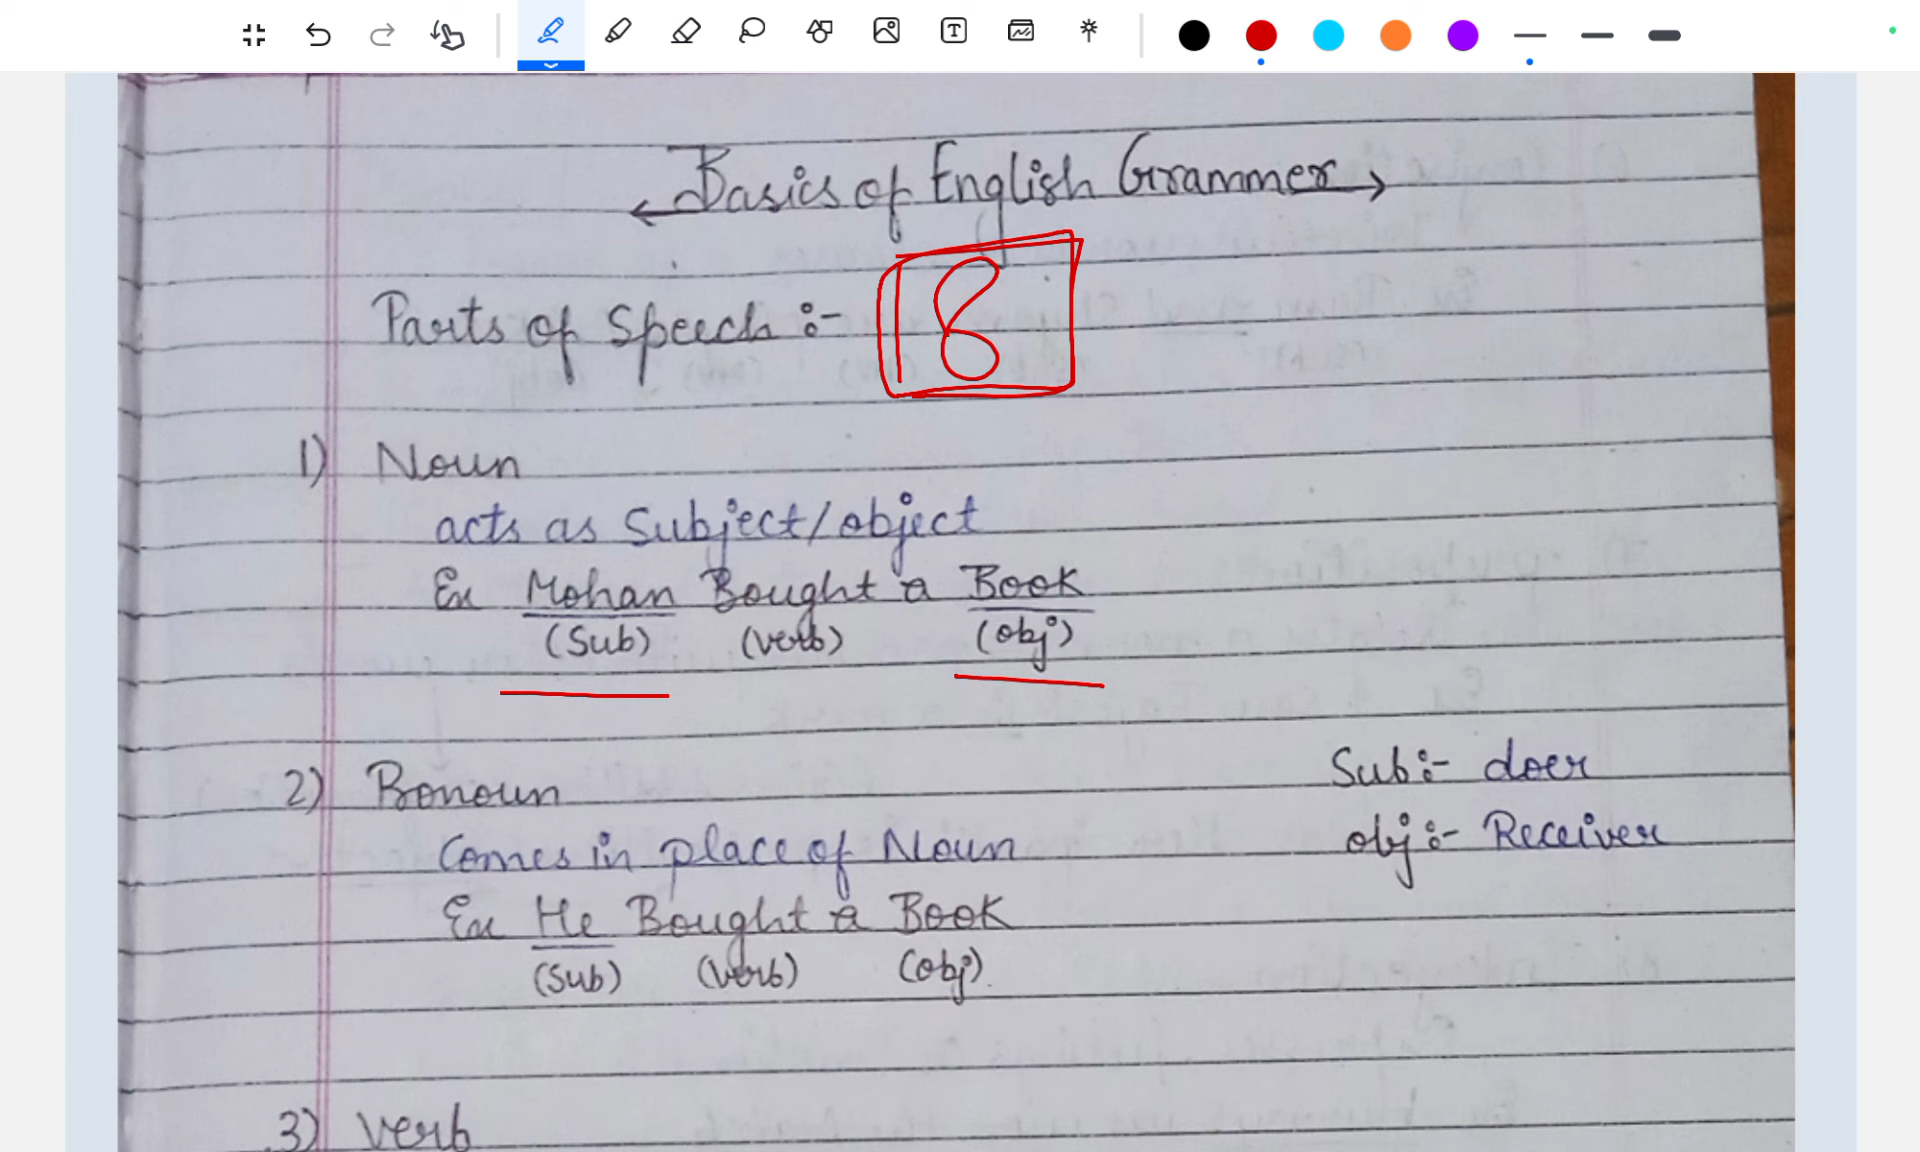 Basics of English Grammer
Parts of Speech :- 8
1) Noun
acts as Subject/object
Ex Mohan Bought a Book
(Sub) (verb) (obj)
2) Pronoun
Sub:- doer
Comes in place of Noun
obj:- Receiver
Ex He Bought a Book
(Sub) (verb) (obj)
3) verb